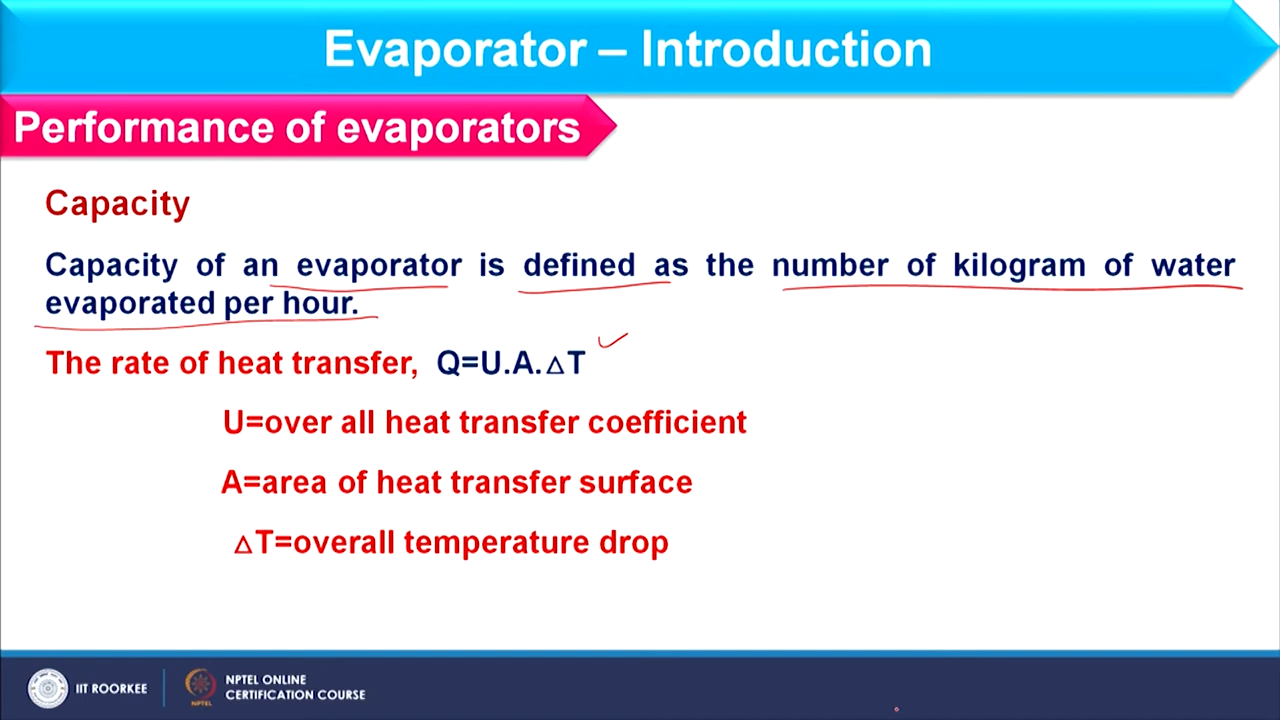 Evaporator – Introduction
Performance of evaporators
Capacity
Capacity of an evaporator is defined as the number of kilogram of water
evaporated per hour.
The rate of heat transfer, Q=U.A.△T
U=over all heat transfer coefficient
A=area of heat transfer surface
△T=overall temperature drop
IIT ROORKEE
NPTEL
NPTEL ONLINE
CERTIFICATION COURSE